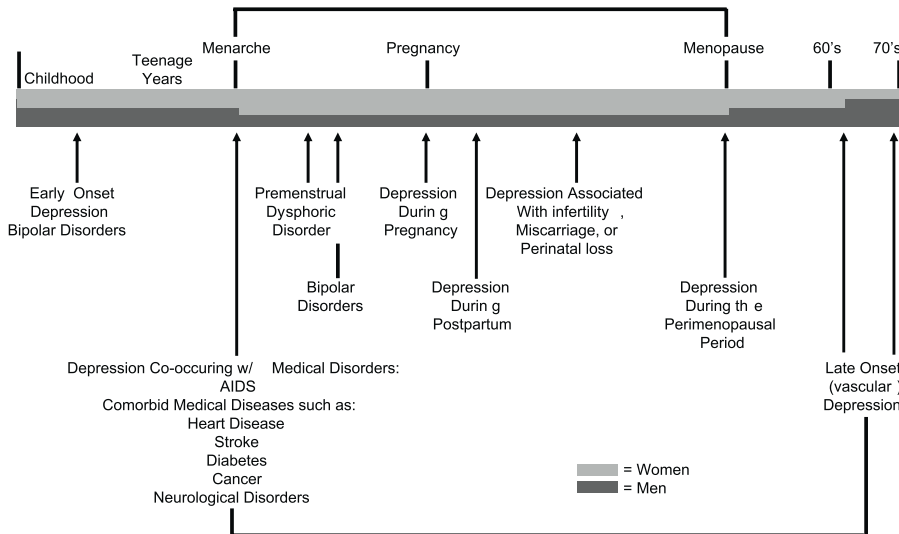 Menarche
Pregnancy
Menopause
60's
70's
Childhood
Teenage
Years
Early Onset
Depression
Bipolar Disorders
Premenstrual
Dysphoric
Disorder
Bipolar
Disorders
Depression
Durin g
Pregnancy
Depression
Durin g
Postpartum
Depression Associated
With infertility ,
Miscarriage, or
Perinatal loss
Depression
During th e
Perimenopausal
Period
Depression Co-occuring w/ Medical Disorders:
AIDS
Comorbid Medical Diseases such as:
Heart Disease
Stroke
Diabetes
Cancer
Neurological Disorders
Late Onset
(vascular )
Depression
= Women
= Men